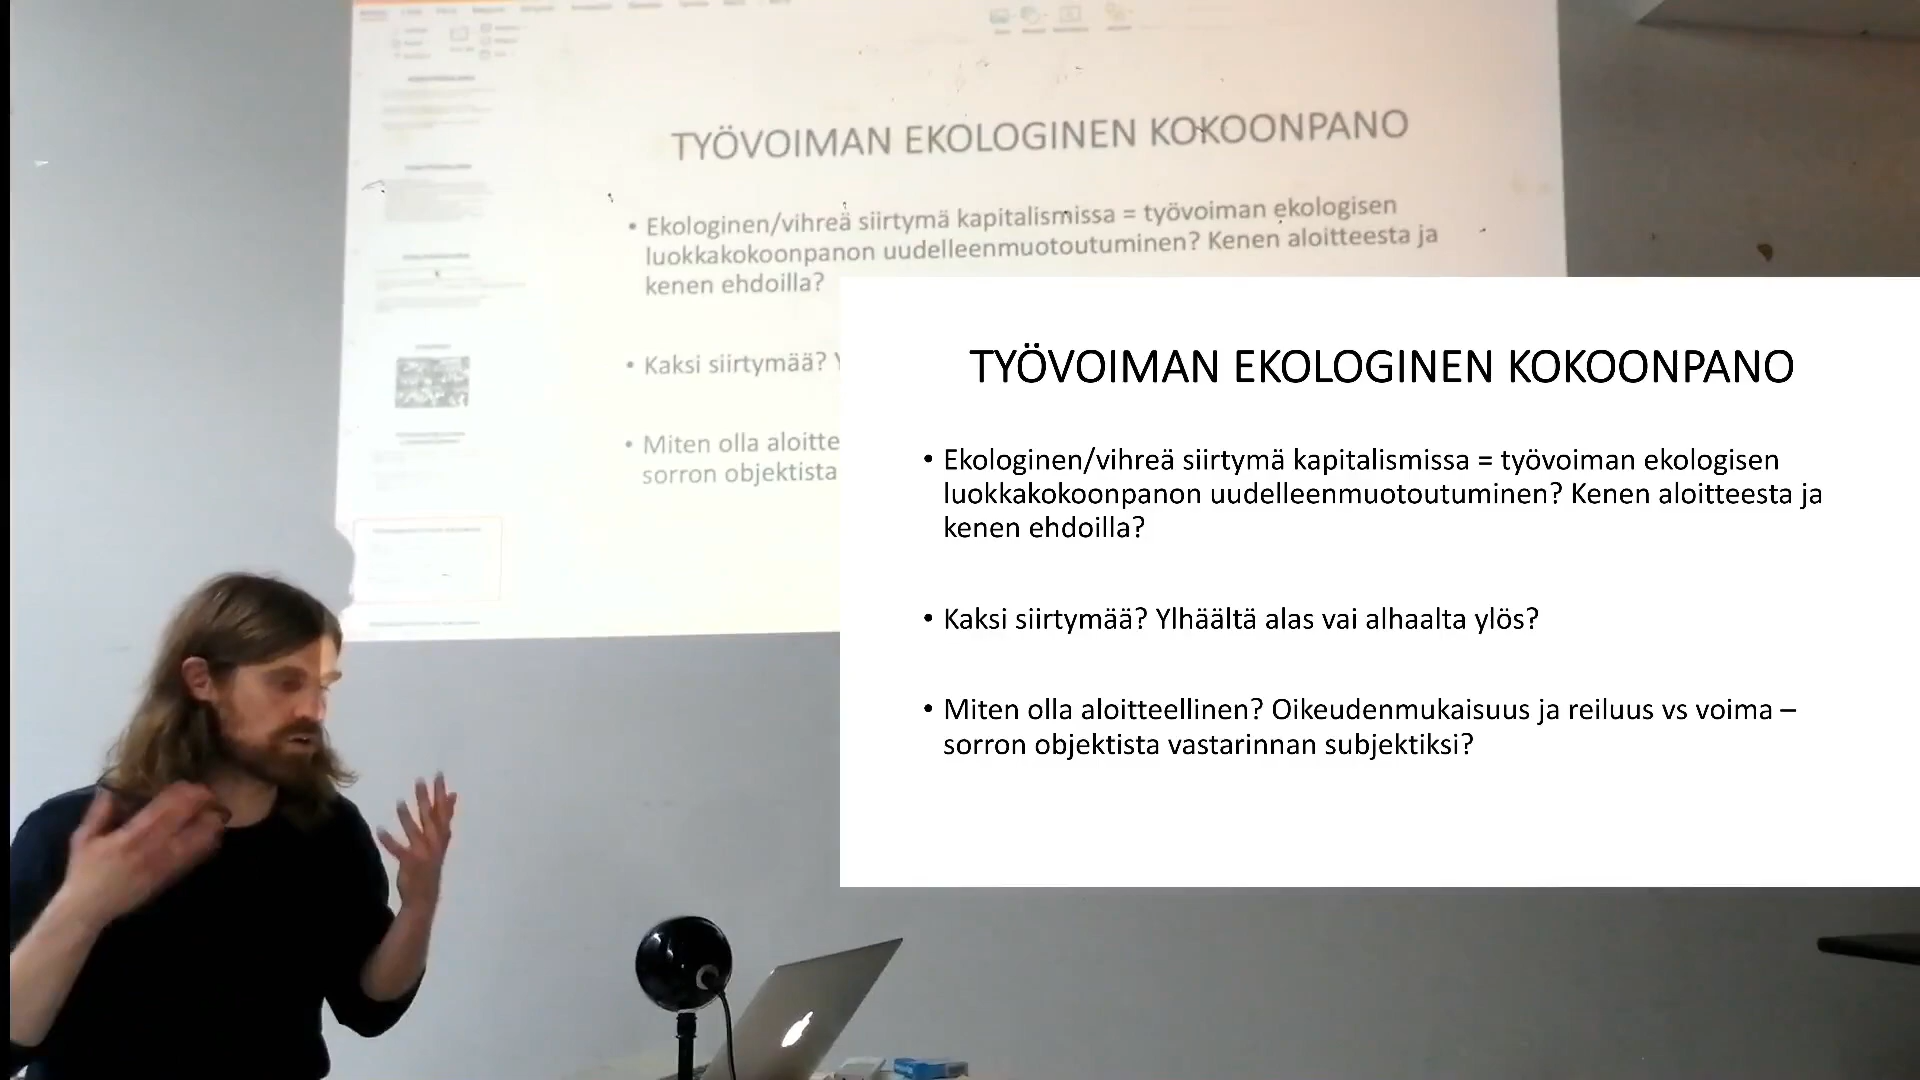 TYÖVOIMAN EKOLOGINEN KOKOONPANO
• Ekologinen/vihreä siirtymä kapitalismissa = työvoiman ekologisen
luokkakokoonpanon uudelleenmuotoutuminen? Kenen aloitteesta ja
kenen ehdoilla?
• Kaksi siirtymää?
• Miten olla aloitte
sorron objektista
TYÖVOIMAN EKOLOGINEN KOKOONPANO
• Ekologinen/vihreä siirtymä kapitalismissa = työvoiman ekologisen
luokkakokoonpanon uudelleenmuotoutuminen? Kenen aloitteesta ja
kenen ehdoilla?
• Kaksi siirtymää? Ylhäältä alas vai alhaalta ylös?
• Miten olla aloitteellinen? Oikeudenmukaisuus ja reiluus vs voima –
sorron objektista vastarinnan subjektiksi?